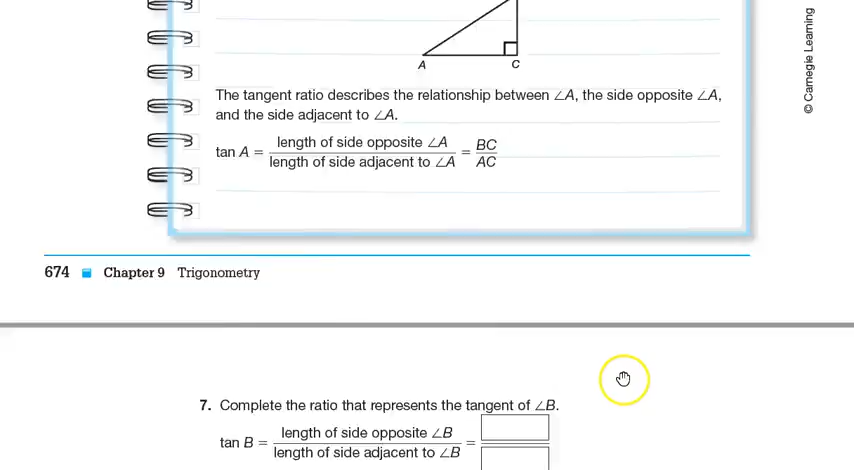 A C
© Carnegie Learning
The tangent ratio describes the relationship between ∠A, the side opposite ∠A,
and the side adjacent to ∠A.
tan A = length of side opposite ∠A / length of side adjacent to ∠A = BC / AC
674 Chapter 9 Trigonometry
7. Complete the ratio that represents the tangent of ∠B.
tan B = length of side opposite ∠B / length of side adjacent to ∠B =